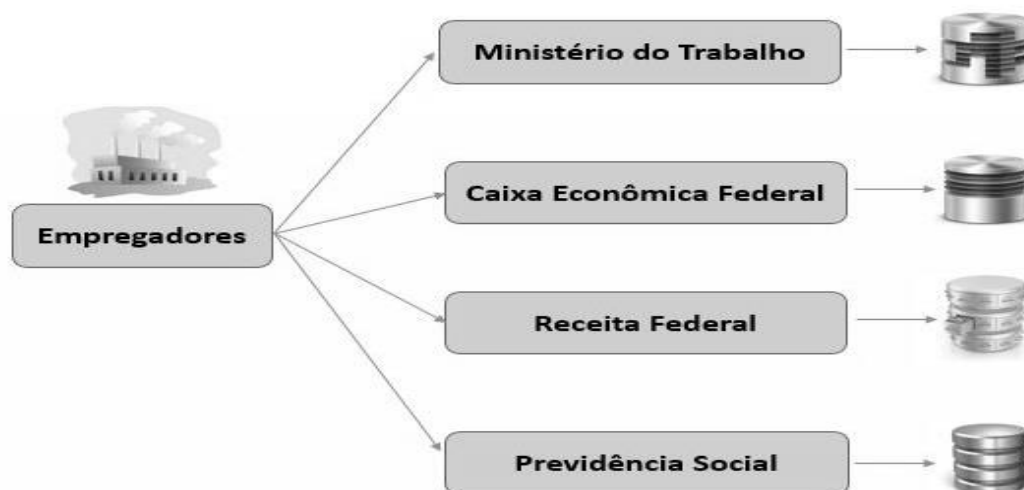 Ministério do Trabalho
Caixa Econômica Federal
Empregadores
Receita Federal
Previdência Social